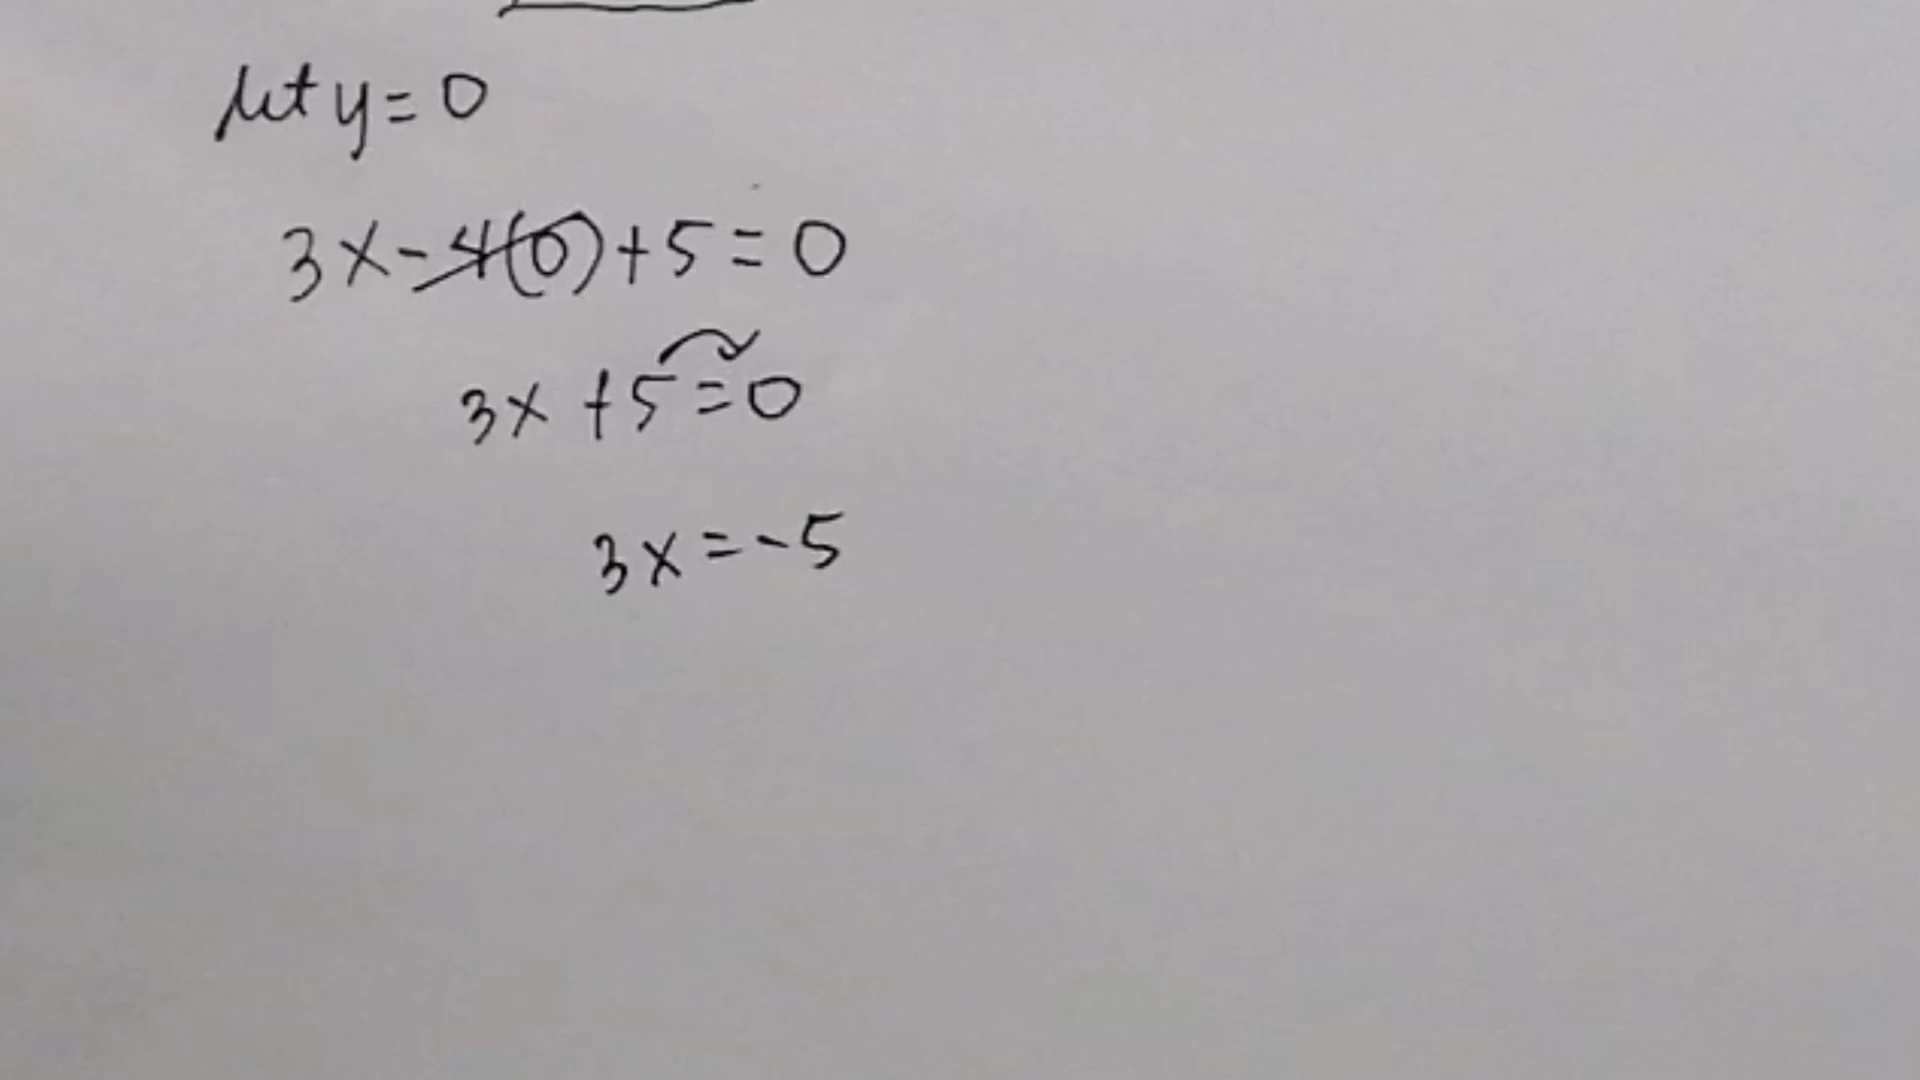 let y = 0
3x - 4(0) + 5 = 0
3x + 5 = 0
3x = -5